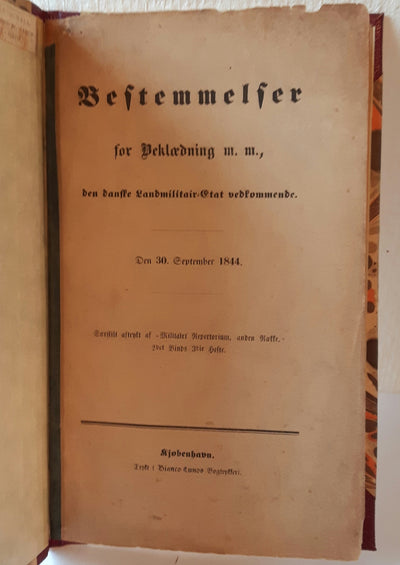 Bestemmelser
for Beklædning m. m.,
den danske Landmilitair-Etat vedkommende.
Den 30. September 1844.
Særskilt aftrykt af »Militairt Repertorium, anden Række,«
2det Binds 3die Hefte.
Kjøbenhavn.
Trykt i Bianco Lunos Bogtrykkeri.